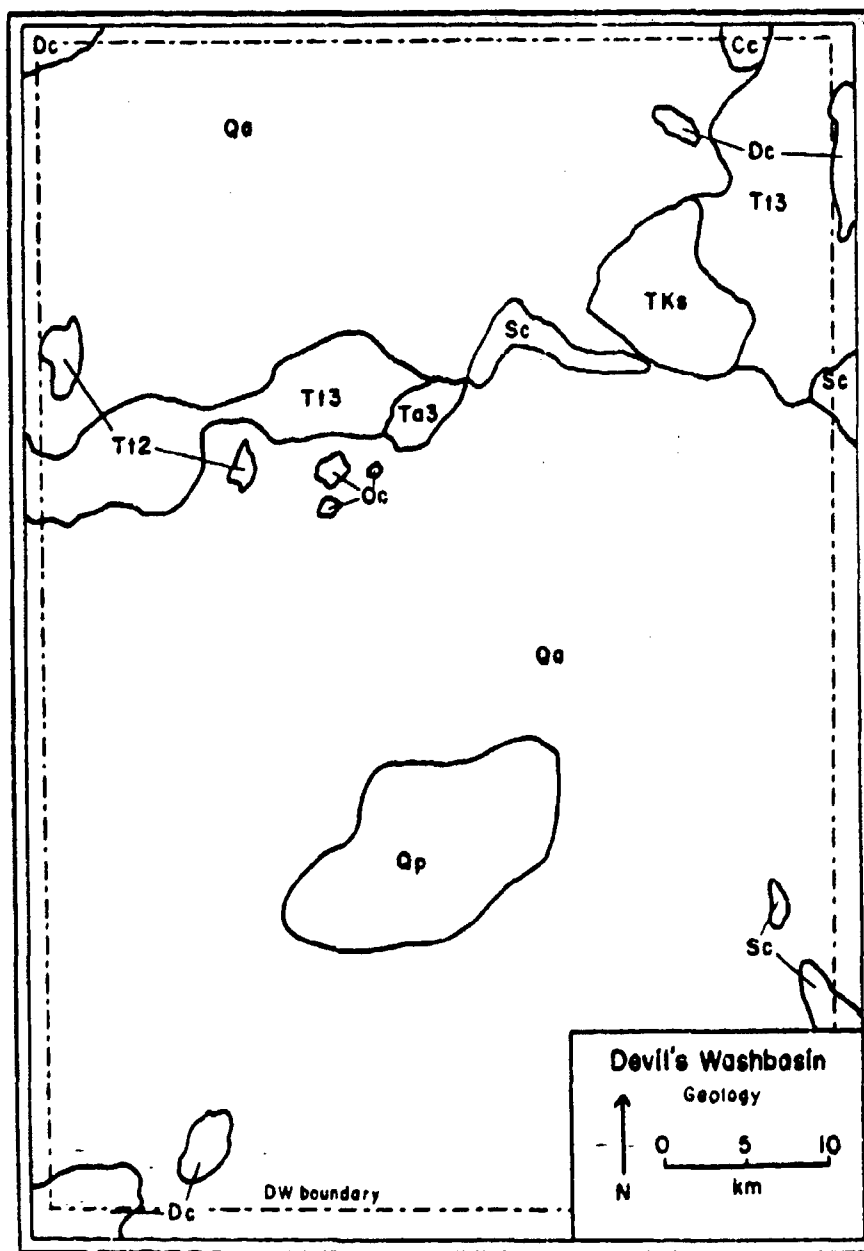 Dc
Cc
Qa
Dc
Tt3
TKs
Sc
Tt3
Sc
Ta3
Tt2
Oc
Qa
Qp
Sc
Devil's Washbasin
Geology
0 5 10
N km
DW boundary
Dc